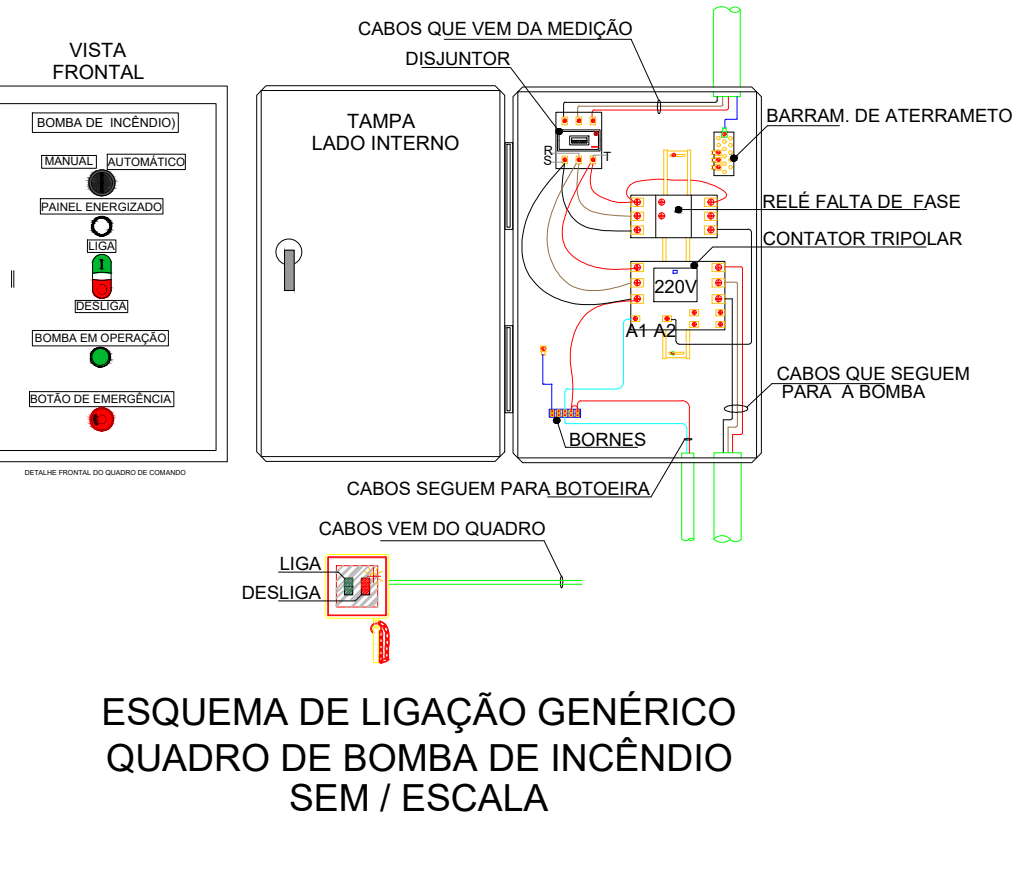 VISTA
FRONTAL
BOMBA DE INCÊNDIO)
MANUAL
AUTOMÁTICO
PAINEL ENERGIZADO
LIGA
I
DESLIGA
BOMBA EM OPERAÇÃO
BOTÃO DE EMERGÊNCIA
DETALHE FRONTAL DO QUADRO DE COMANDO
TAMPA
LADO INTERNO
CABOS QUE VEM DA MEDIÇÃO
DISJUNTOR
R
S
T
BARRAM. DE ATERRAMETO
RELÉ FALTA DE FASE
CONTATOR TRIPOLAR
220V
A1 A2
CABOS QUE SEGUEM
PARA A BOMBA
BORNES
CABOS SEGUEM PARA BOTOEIRA
CABOS VEM DO QUADRO
LIGA
DESLIGA
ESQUEMA DE LIGAÇÃO GENÉRICO
QUADRO DE BOMBA DE INCÊNDIO
SEM / ESCALA